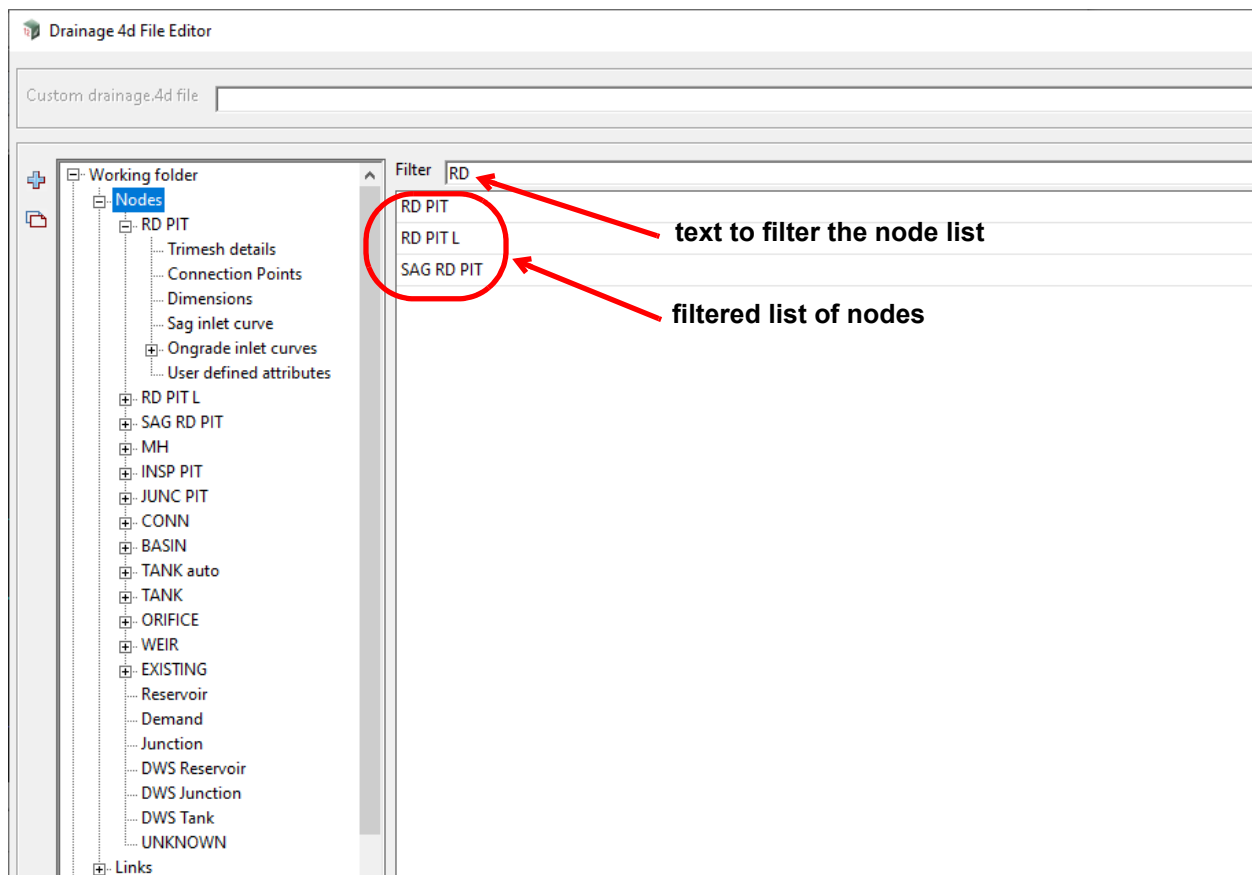 Drainage 4d File Editor
Custom drainage.4d file
Working folder
Nodes
RD PIT
Trimesh details
Connection Points
Dimensions
Sag inlet curve
Ongrade inlet curves
User defined attributes
RD PIT L
SAG RD PIT
MH
INSP PIT
JUNC PIT
CONN
BASIN
TANK auto
TANK
ORIFICE
WEIR
EXISTING
Reservoir
Demand
Junction
DWS Reservoir
DWS Junction
DWS Tank
UNKNOWN
Links
Filter RD
RD PIT
RD PIT L
SAG RD PIT
text to filter the node list
filtered list of nodes